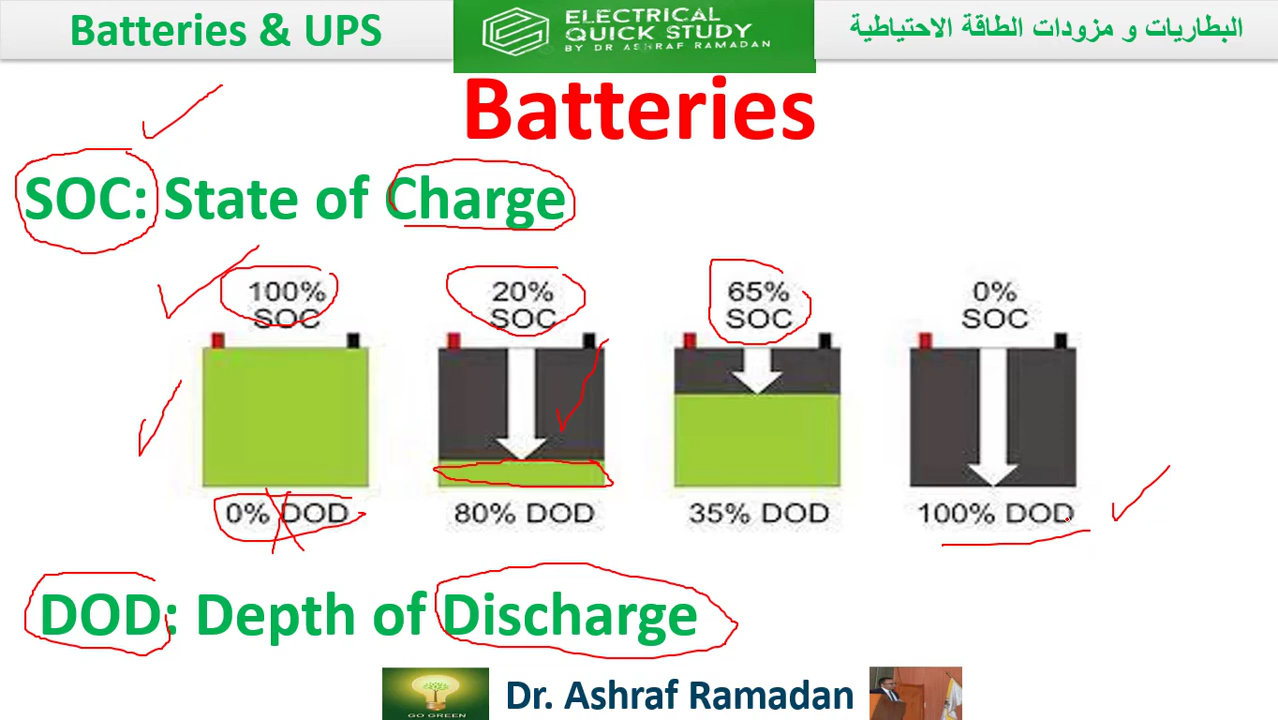 Batteries & UPS
ELECTRICAL
QUICK STUDY
BY DR ASHRAF RAMADAN
البطاريات و مزودات الطاقة الاحتياطية
Batteries
SOC: State of Charge
100% SOC
20% SOC
65% SOC
0% SOC
0% DOD
80% DOD
35% DOD
100% DOD
DOD: Depth of Discharge
GO GREEN
Dr. Ashraf Ramadan